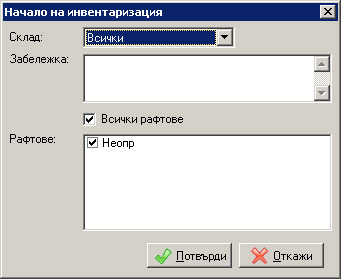 Начало на инвентаризация
Склад: Всички
Забележка:
Всички рафтове
Рафтове: Неопр
Потвърди Откажи